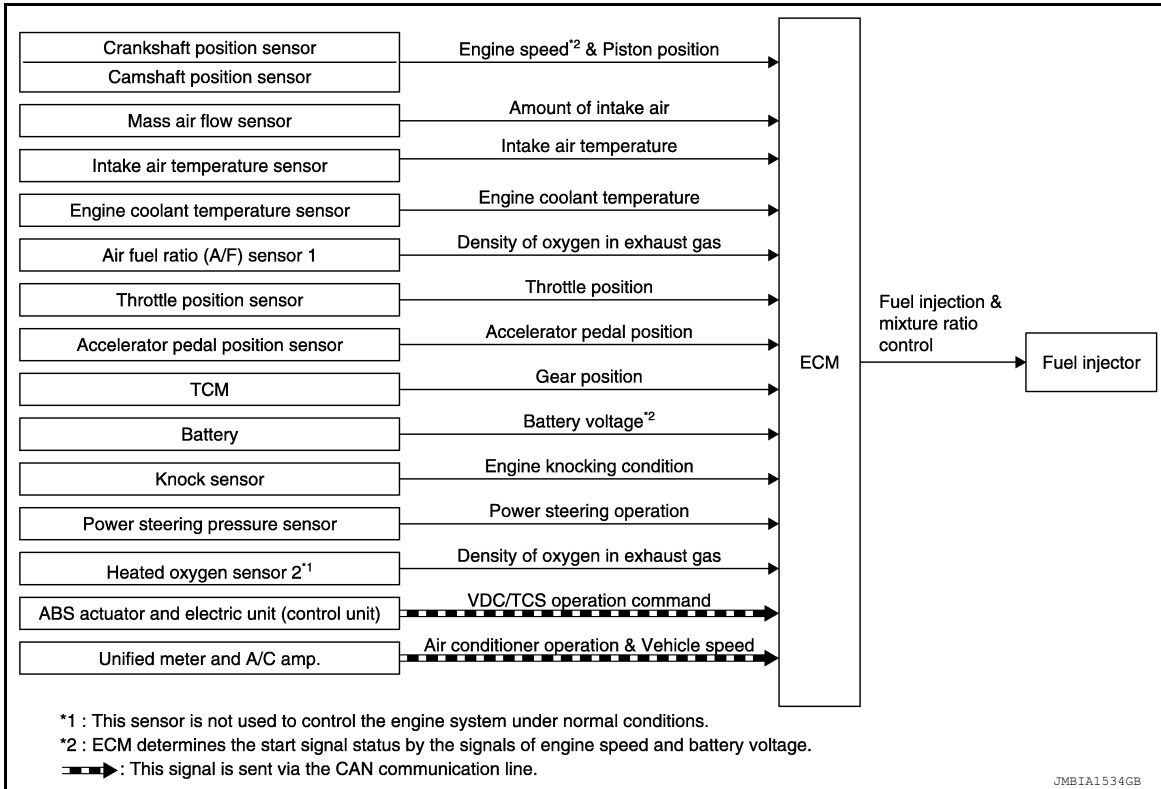 Crankshaft position sensor
Camshaft position sensor
Engine speed*2 & Piston position
Mass air flow sensor
Amount of intake air
Intake air temperature sensor
Intake air temperature
Engine coolant temperature sensor
Engine coolant temperature
Air fuel ratio (A/F) sensor 1
Density of oxygen in exhaust gas
Throttle position sensor
Throttle position
Accelerator pedal position sensor
Accelerator pedal position
TCM
Gear position
Battery
Battery voltage*2
Knock sensor
Engine knocking condition
Power steering pressure sensor
Power steering operation
Heated oxygen sensor 2*1
Density of oxygen in exhaust gas
ABS actuator and electric unit (control unit)
VDC/TCS operation command
Unified meter and A/C amp.
Air conditioner operation & Vehicle speed
ECM
Fuel injection &
mixture ratio
control
Fuel injector
*1 : This sensor is not used to control the engine system under normal conditions.
*2 : ECM determines the start signal status by the signals of engine speed and battery voltage.
: This signal is sent via the CAN communication line.
JMBIA1534GB